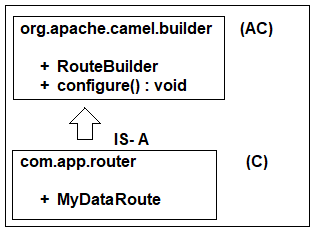 org.apache.camel.builder (AC)
+ RouteBuilder
+ configure() : void
IS- A
com.app.router (C)
+ MyDataRoute